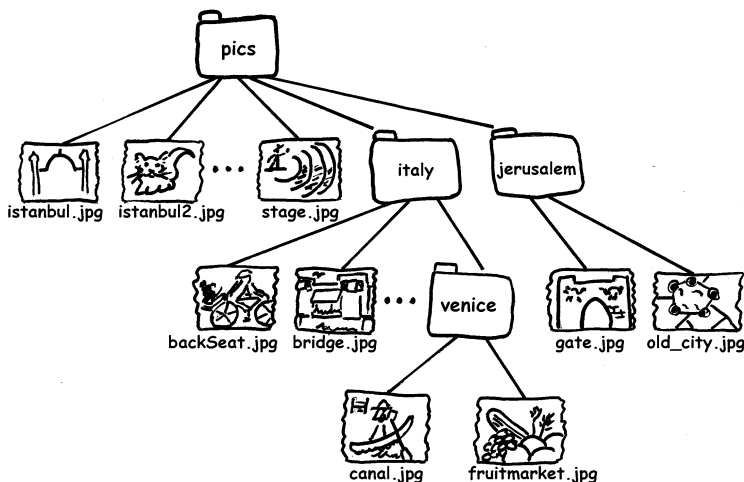 pics
istanbul.jpg
istanbul2.jpg
...
stage.jpg
italy
jerusalem
backSeat.jpg
bridge.jpg
...
venice
gate.jpg
old_city.jpg
canal.jpg
fruitmarket.jpg